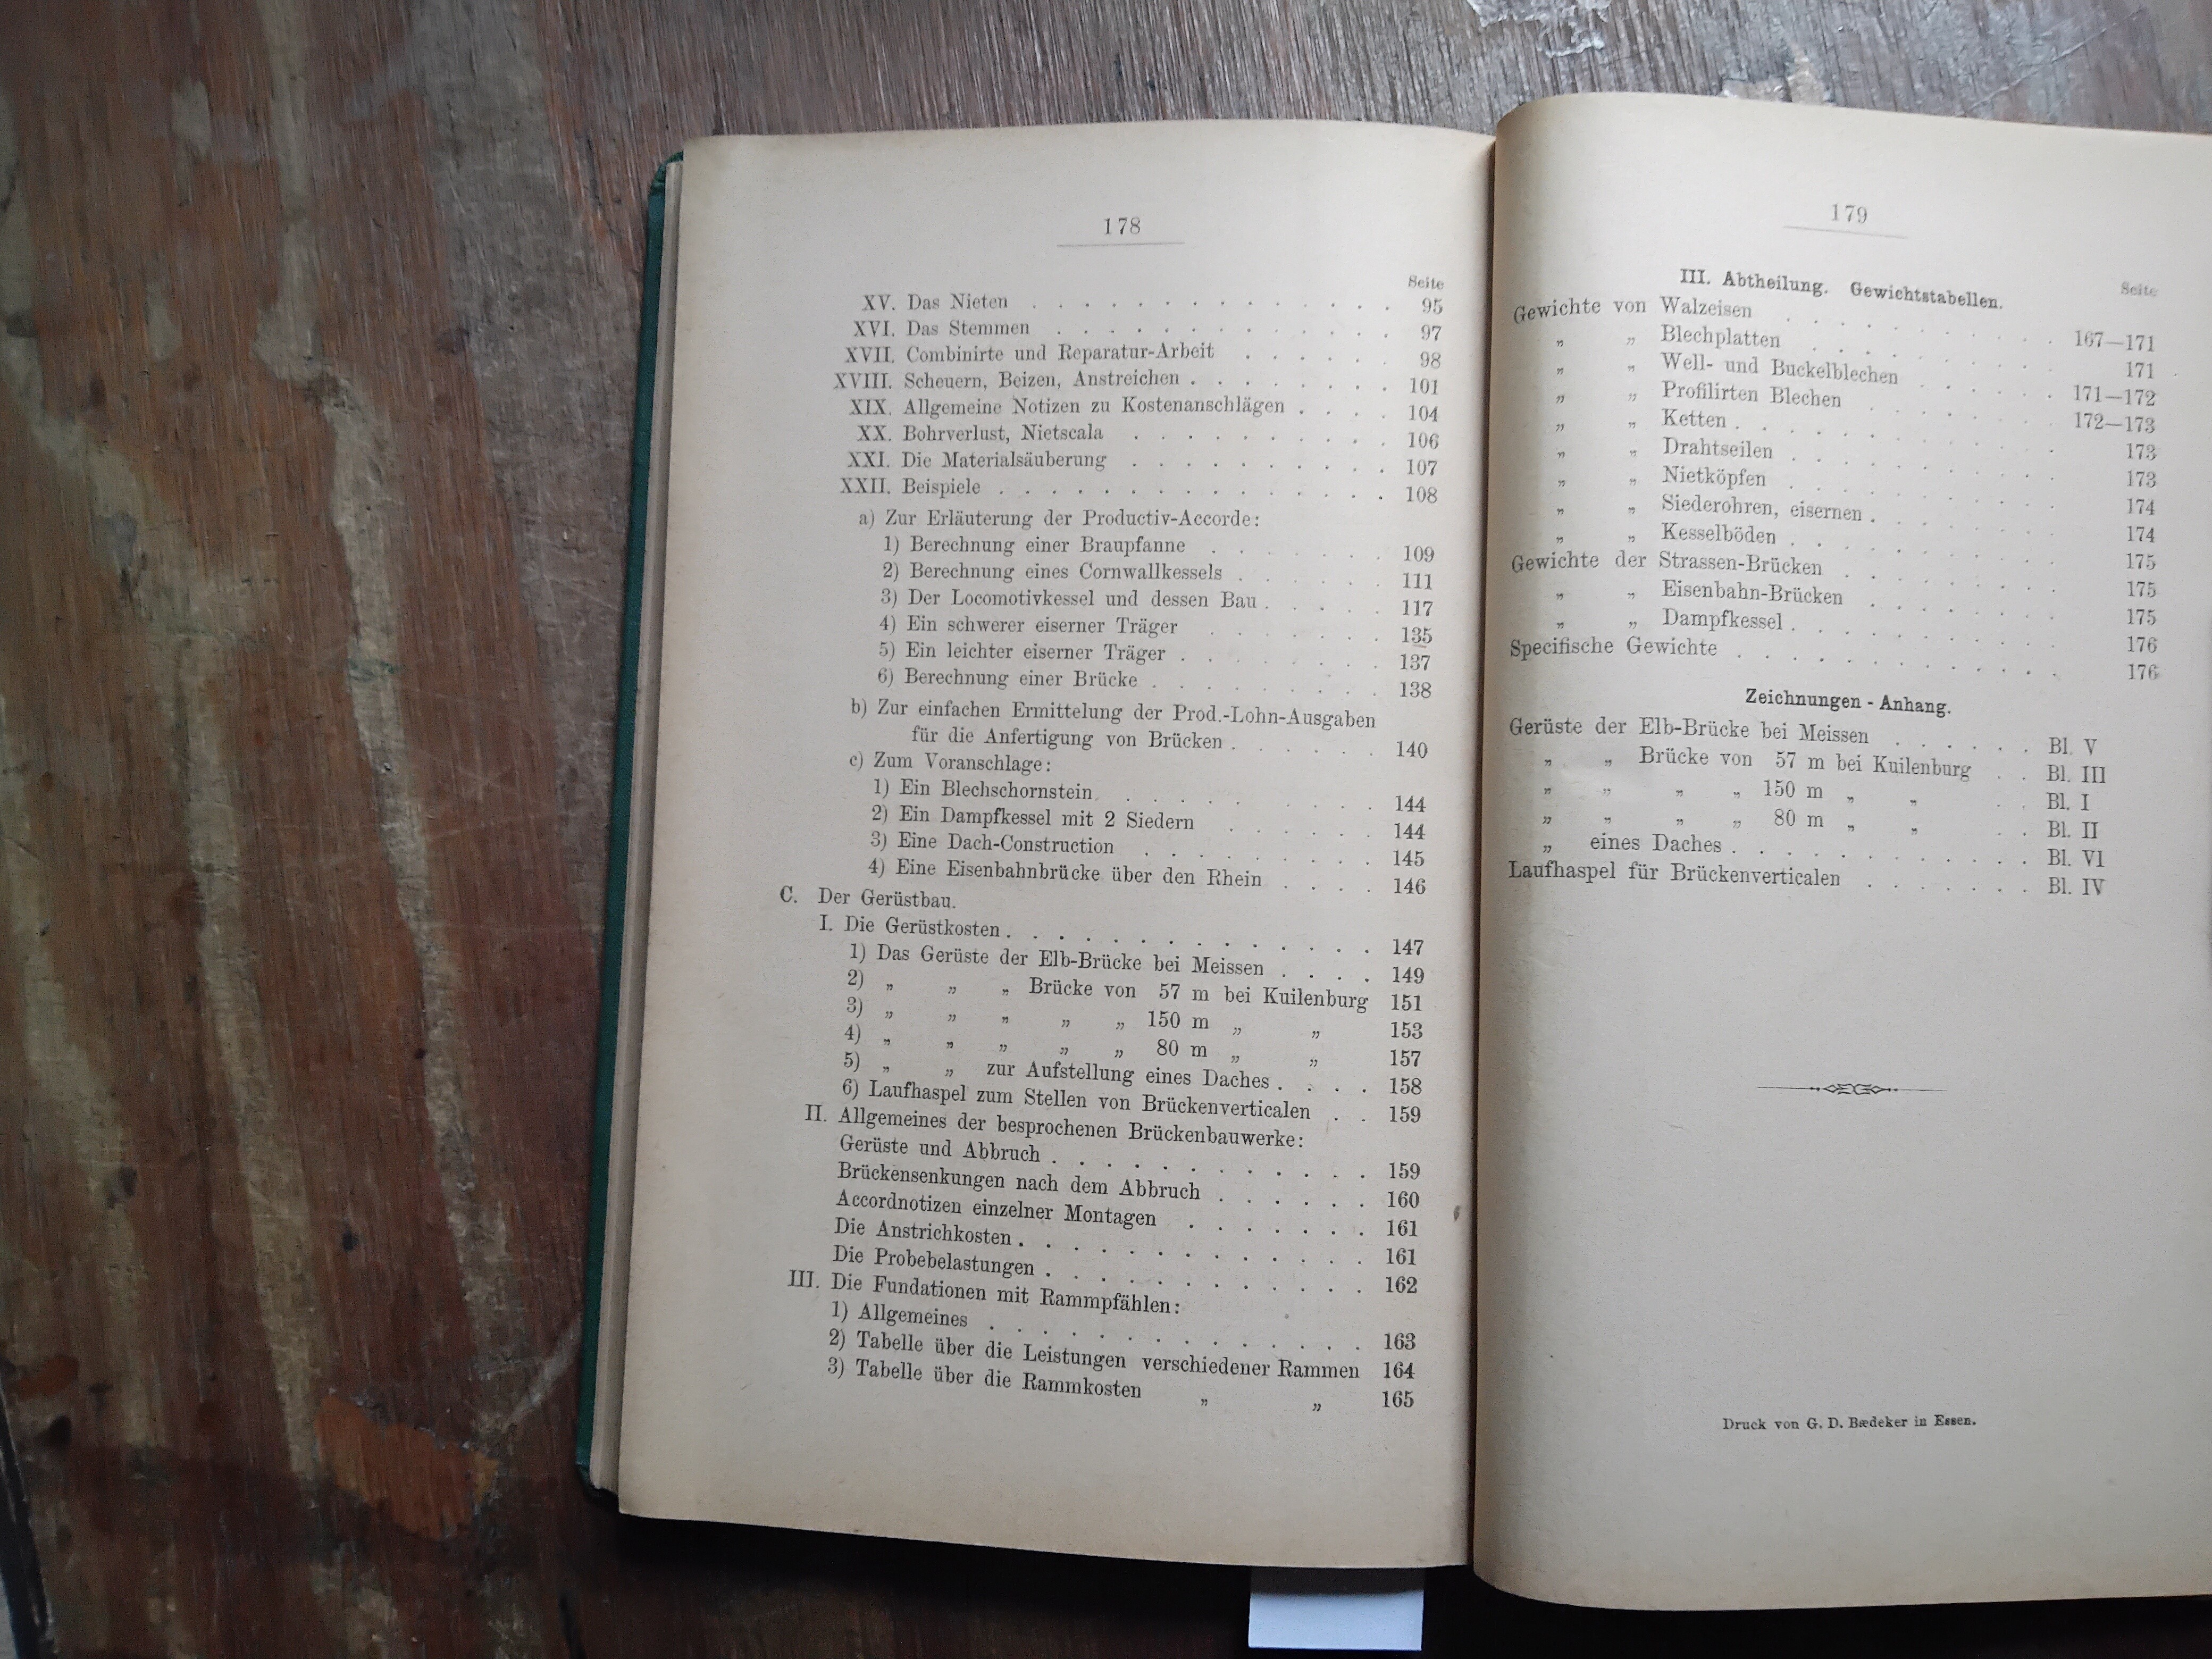 178
Seite
XV. Das Nieten . . . . . . . . . . . . . . 95
XVI. Das Stemmen . . . . . . . . . . . . . 97
XVII. Combinirte und Reparatur-Arbeit . . . . . . 98
XVIII. Scheuern, Beizen, Anstreichen . . . . . . . . 101
XIX. Allgemeine Notizen zu Kostenanschlägen . . . . 104
XX. Bohrverlust, Nietscala . . . . . . . . . . 106
XXI. Die Materialsäuberung . . . . . . . . . . 107
XXII. Beispiele . . . . . . . . . . . . . . . 108
a) Zur Erläuterung der Productiv-Accorde:
1) Berechnung einer Braupfanne . . . . . . . 109
2) Berechnung eines Cornwallkessels . . . . . . 111
3) Der Locomotivkessel und dessen Bau . . . . . 117
4) Ein schwerer eiserner Träger . . . . . . . 135
5) Ein leichter eiserner Träger . . . . . . . . 137
6) Berechnung einer Brücke . . . . . . . . . 138
b) Zur einfachen Ermittelung der Prod.-Lohn-Ausgaben
für die Anfertigung von Brücken . . . . . . 140
c) Zum Voranschlage:
1) Ein Blechschornstein . . . . . . . . . . 144
2) Ein Dampfkessel mit 2 Siedern . . . . . . 144
3) Eine Dach-Construction . . . . . . . . . 145
4) Eine Eisenbahnbrücke über den Rhein . . . . 146
C. Der Gerüstbau.
I. Die Gerüstkosten . . . . . . . . . . . . . . 147
1) Das Gerüste der Elb-Brücke bei Meissen . . . . 149
2) „ „ „ Brücke von 57 m bei Kuilenburg 151
3) „ „ „ „ „ 150 m „ „ 153
4) „ „ „ „ „ 80 m „ „ 157
5) „ „ zur Aufstellung eines Daches . . . . 158
6) Laufhaspel zum Stellen von Brückenverticalen . . 159
II. Allgemeines der besprochenen Brückenbauwerke:
Gerüste und Abbruch . . . . . . . . . . . . 159
Brückensenkungen nach dem Abbruch . . . . . . 160
Accordnotizen einzelner Montagen . . . . . . . 161
Die Anstrichkosten . . . . . . . . . . . . . 161
Die Probebelastungen . . . . . . . . . . . . 162
III. Die Fundationen mit Rammpfählen:
1) Allgemeines . . . . . . . . . . . . . . 163
2) Tabelle über die Leistungen verschiedener Rammen 164
3) Tabelle über die Rammkosten „ „ 165
179
III. Abtheilung. Gewichtstabellen.
Seite
Gewichte von Walzeisen . . . . . . . . . . 167—171
„ „ Blechplatten . . . . . . . . . . 171
„ „ Well- und Buckelblechen . . . . . . 171—172
„ „ Profilirten Blechen . . . . . . . . 172—173
„ „ Ketten . . . . . . . . . . . . 173
„ „ Drahtseilen . . . . . . . . . . 173
„ „ Nietköpfen . . . . . . . . . . 174
„ „ Siederohren, eisernen . . . . . . . 174
„ „ Kesselböden . . . . . . . . . . 175
Gewichte der Strassen-Brücken . . . . . . . . 175
„ „ Eisenbahn-Brücken . . . . . . . 175
„ „ Dampfkessel . . . . . . . . . . 176
Specifische Gewichte . . . . . . . . . . . . 176
Zeichnungen - Anhang.
Gerüste der Elb-Brücke bei Meissen . . . . . . Bl. V
„ „ Brücke von 57 m bei Kuilenburg . . Bl. III
„ „ „ „ 150 m „ „ . . Bl. I
„ „ „ „ 80 m „ „ . . Bl. II
„ eines Daches . . . . . . . . . . . . Bl. VI
Laufhaspel für Brückenverticalen . . . . . . . Bl. IV
Druck von G. D. Bædeker in Essen.